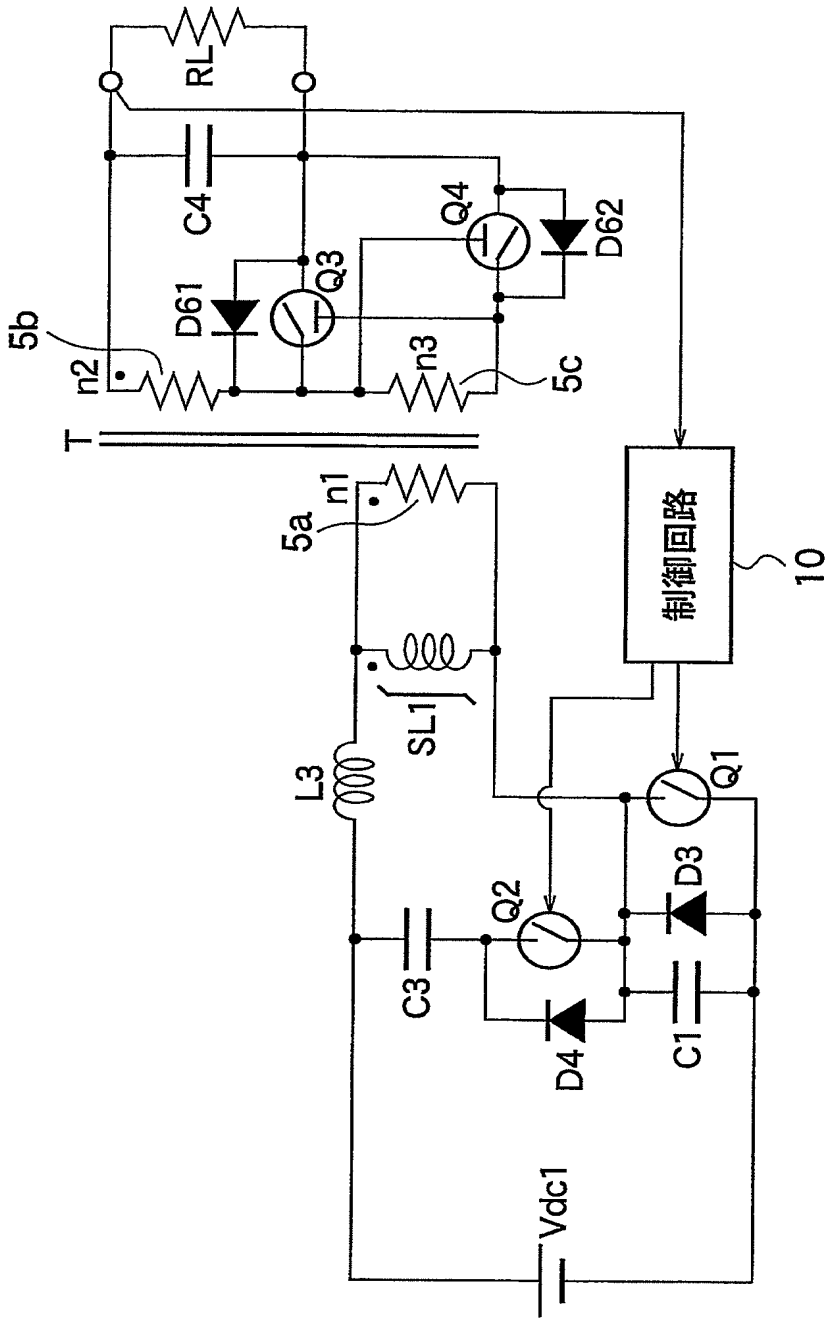 Vdc1
C3
L3
SL1
D4
Q2
C1
D3
Q1
制御回路
10
T
5a
n1
n2
5b
n3
5c
D61
Q3
Q4
D62
C4
RL